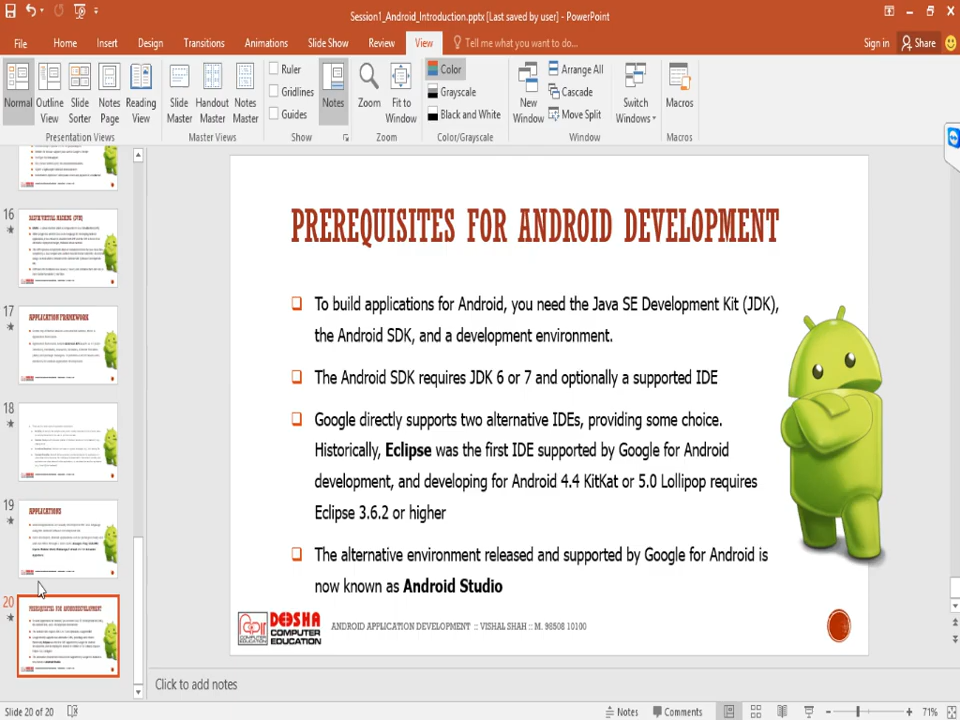 Session1_Android_Introduction.pptx [Last saved by user] - PowerPoint
File Home Insert Design Transitions Animations Slide Show Review View Tell me what you want to do... Sign in Share
Normal Outline View Slide Sorter Notes Page Reading View
Slide Master Handout Master Notes Master
Ruler
Gridlines
Guides
Notes
Zoom Fit to Window
Color
Grayscale
Black and White
New Window
Arrange All
Cascade
Move Split
Switch Windows
Macros
Presentation Views Master Views Show Zoom Color/Grayscale Window Macros
16
17
APPLICATION FRAMEWORK
18
19
APPLICATIONS
20
PREREQUISITES FOR ANDROID DEVELOPMENT
PREREQUISITES FOR ANDROID DEVELOPMENT
To build applications for Android, you need the Java SE Development Kit (JDK),
the Android SDK, and a development environment.
The Android SDK requires JDK 6 or 7 and optionally a supported IDE
Google directly supports two alternative IDEs, providing some choice.
Historically, Eclipse was the first IDE supported by Google for Android
development, and developing for Android 4.4 KitKat or 5.0 Lollipop requires
Eclipse 3.6.2 or higher
The alternative environment released and supported by Google for Android is
now known as Android Studio
DEESHA
COMPUTER
EDUCATION
ANDROID APPLICATION DEVELOPMENT :: VISHAL SHAH :: M. 98508 10100
Click to add notes
Slide 20 of 20
Notes Comments 71%